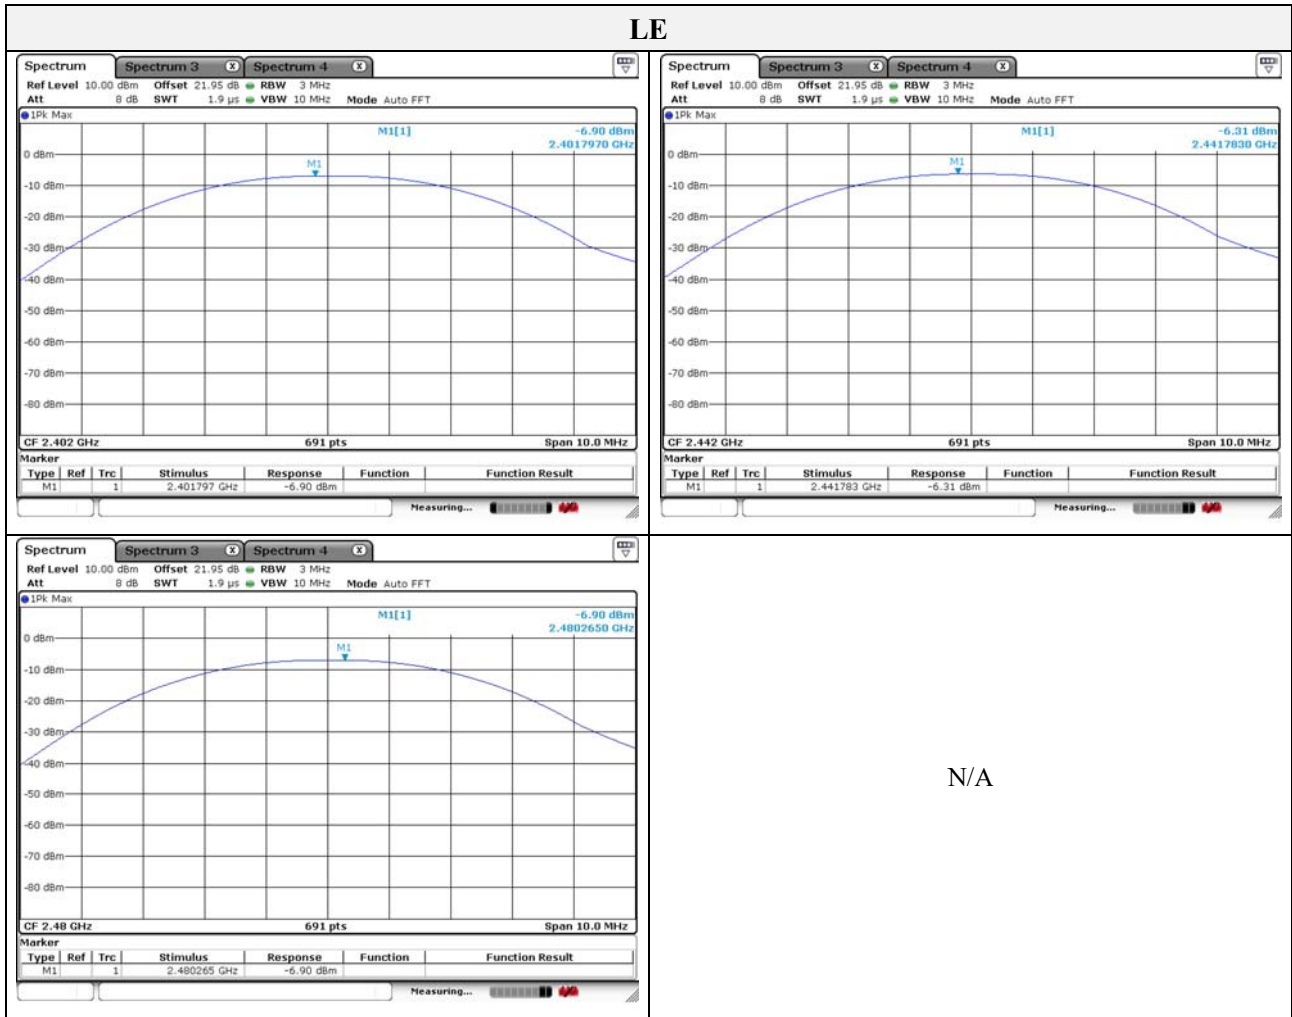 LE
Spectrum Spectrum 3 X Spectrum 4 X
Ref Level 10.00 dBm Offset 21.95 dB RBW 3 MHz
Att 8 dB SWT 1.9 µs VBW 10 MHz Mode Auto FFT
1Pk Max
M1[1] -6.90 dBm
2.4017970 GHz
0 dBm
M1
-10 dBm
-20 dBm
-30 dBm
-40 dBm
-50 dBm
-60 dBm
-70 dBm
-80 dBm
CF 2.402 GHz 691 pts Span 10.0 MHz
Marker
Type Ref Trc Stimulus Response Function Function Result
M1 1 2.401797 GHz -6.90 dBm
Measuring...
Spectrum Spectrum 3 X Spectrum 4 X
Ref Level 10.00 dBm Offset 21.95 dB RBW 3 MHz
Att 8 dB SWT 1.9 µs VBW 10 MHz Mode Auto FFT
1Pk Max
M1[1] -6.31 dBm
2.4417830 GHz
0 dBm
M1
-10 dBm
-20 dBm
-30 dBm
-40 dBm
-50 dBm
-60 dBm
-70 dBm
-80 dBm
CF 2.442 GHz 691 pts Span 10.0 MHz
Marker
Type Ref Trc Stimulus Response Function Function Result
M1 1 2.441783 GHz -6.31 dBm
Measuring...
Spectrum Spectrum 3 X Spectrum 4 X
Ref Level 10.00 dBm Offset 21.95 dB RBW 3 MHz
Att 8 dB SWT 1.9 µs VBW 10 MHz Mode Auto FFT
1Pk Max
M1[1] -6.90 dBm
2.4802650 GHz
0 dBm
M1
-10 dBm
-20 dBm
-30 dBm
-40 dBm
-50 dBm
-60 dBm
-70 dBm
-80 dBm
CF 2.48 GHz 691 pts Span 10.0 MHz
Marker
Type Ref Trc Stimulus Response Function Function Result
M1 1 2.480265 GHz -6.90 dBm
Measuring...
N/A